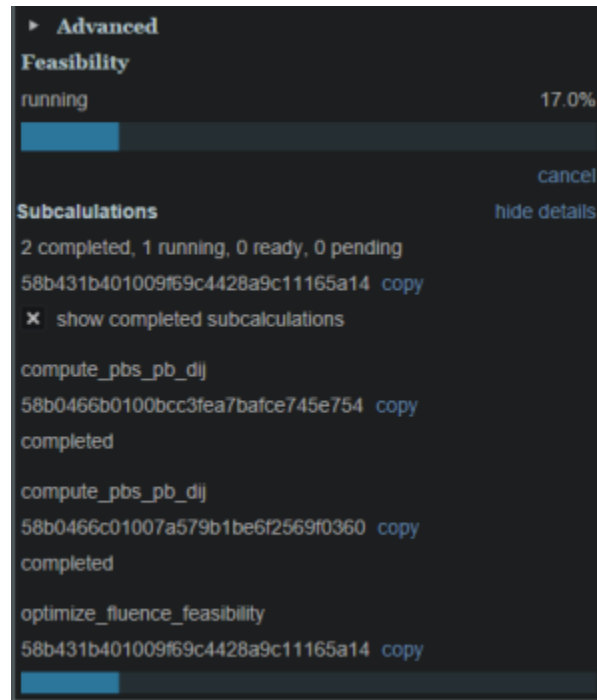 Advanced
Feasibility
running 17.0%
cancel
Subcalulations hide details
2 completed, 1 running, 0 ready, 0 pending
58b431b401009f69c4428a9c11165a14 copy
show completed subcalculations
compute_pbs_pb_dij
58b0466b0100bcc3fea7bafce745e754 copy
completed
compute_pbs_pb_dij
58b0466c01007a579b1be6f2569f0360 copy
completed
optimize_fluence_feasibility
58b431b401009f69c4428a9c11165a14 copy